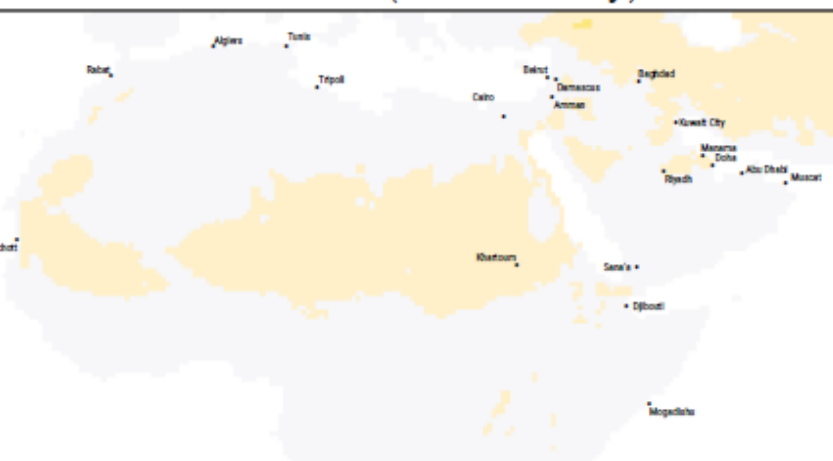 Algiers
Tunis
Rabat
Tripoli
Beirut
Baghdad
Damascus
Cairo
Amman
Kuwait City
Manama
Doha
Abu Dhabi
Riyadh
Muscat
Khartoum
Sana'a
Djibouti
Mogadishu